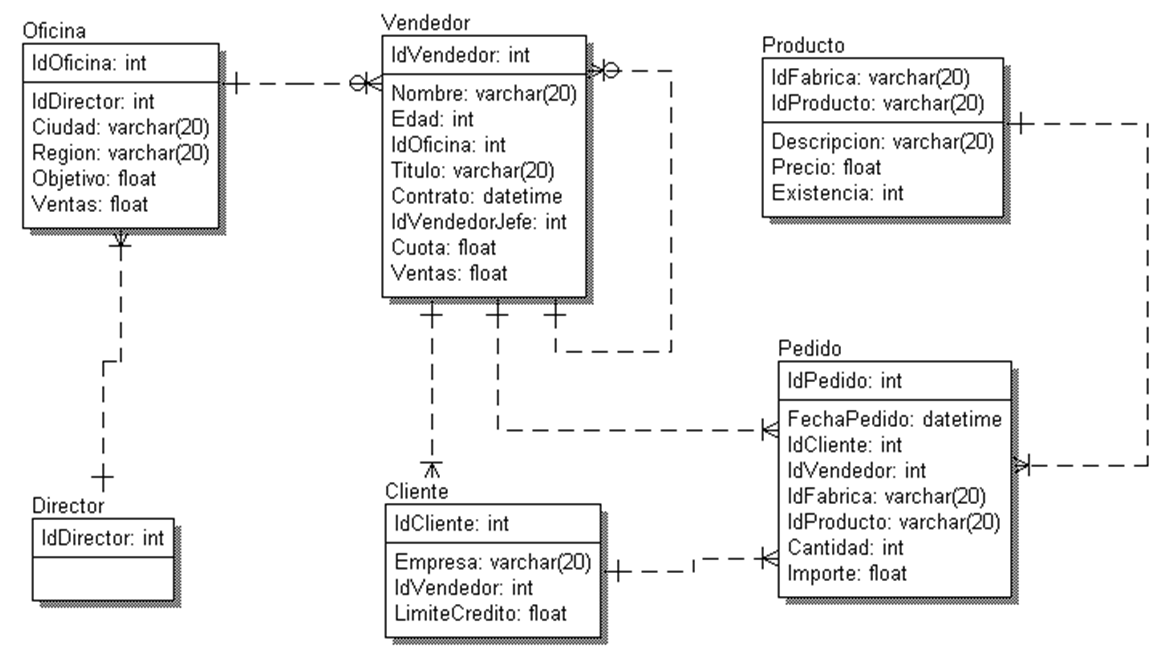 Oficina
IdOficina: int
IdDirector: int
Ciudad: varchar(20)
Region: varchar(20)
Objetivo: float
Ventas: float
Vendedor
IdVendedor: int
Nombre: varchar(20)
Edad: int
IdOficina: int
Titulo: varchar(20)
Contrato: datetime
IdVendedorJefe: int
Cuota: float
Ventas: float
Producto
IdFabrica: varchar(20)
IdProducto: varchar(20)
Descripcion: varchar(20)
Precio: float
Existencia: int
Director
IdDirector: int
Cliente
IdCliente: int
Empresa: varchar(20)
IdVendedor: int
LimiteCredito: float
Pedido
IdPedido: int
FechaPedido: datetime
IdCliente: int
IdVendedor: int
IdFabrica: varchar(20)
IdProducto: varchar(20)
Cantidad: int
Importe: float